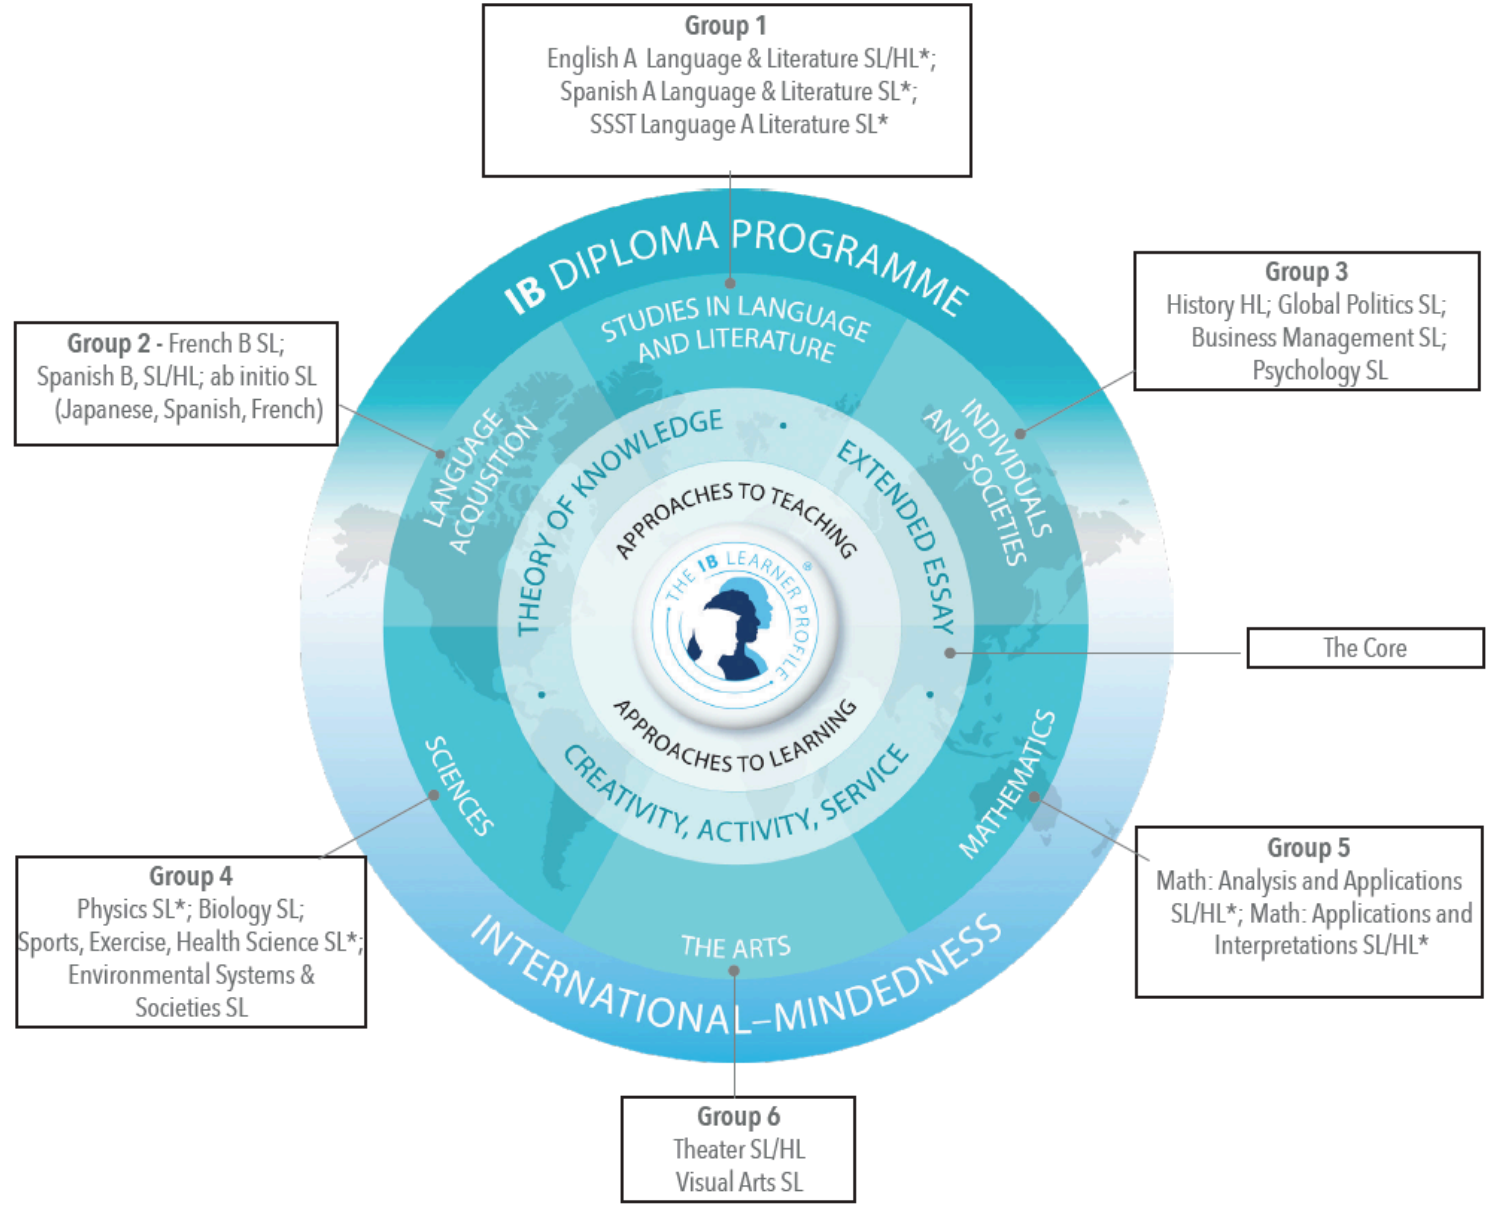 Group 1
English A Language & Literature SL/HL*;
Spanish A Language & Literature SL*;
SSST Language A Literature SL*
IB DIPLOMA PROGRAMME
STUDIES IN LANGUAGE
AND LITERATURE
Group 2 - French B SL;
Spanish B, SL/HL; ab initio SL
(Japanese, Spanish, French)
LANGUAGE
ACQUISITION
Group 3
History HL; Global Politics SL;
Business Management SL;
Psychology SL
INDIVIDUALS
AND SOCIETIES
THEORY OF KNOWLEDGE
EXTENDED ESSAY
APPROACHES TO TEACHING
THE IB LEARNER PROFILE
®
APPROACHES TO LEARNING
CREATIVITY, ACTIVITY, SERVICE
The Core
SCIENCES
MATHEMATICS
Group 4
Physics SL*; Biology SL;
Sports, Exercise, Health Science SL*;
Environmental Systems &
Societies SL
Group 5
Math: Analysis and Applications
SL/HL*; Math: Applications and
Interpretations SL/HL*
THE ARTS
INTERNATIONAL–MINDEDNESS
Group 6
Theater SL/HL
Visual Arts SL